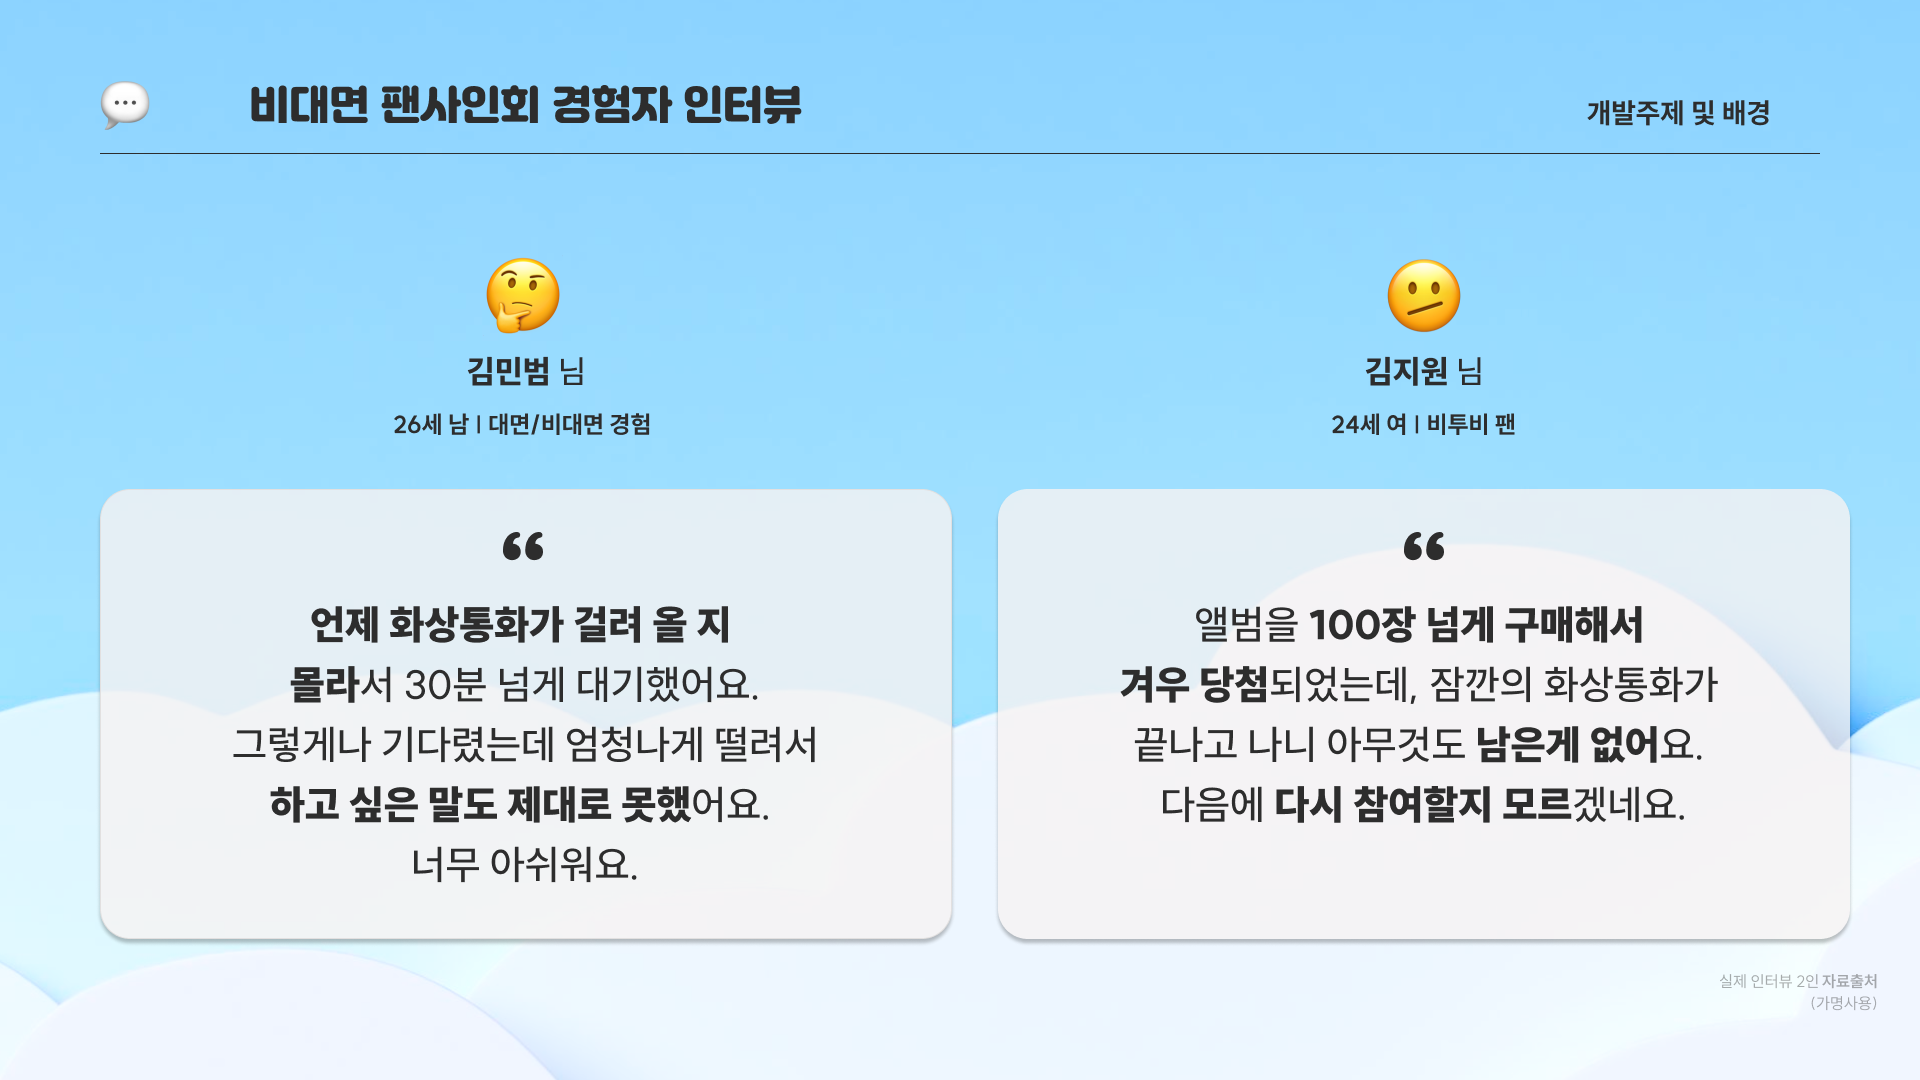 비대면 팬사인회 경험자 인터뷰
개발주제 및 배경
김민범 님
26세 남 | 대면/비대면 경험
“
언제 화상통화가 걸려 올 지
몰라서 30분 넘게 대기했어요.
그렇게나 기다렸는데 엄청나게 떨려서
하고 싶은 말도 제대로 못했어요.
너무 아쉬워요.
김지원 님
24세 여 | 비투비 팬
“
앨범을 100장 넘게 구매해서
겨우 당첨되었는데, 잠깐의 화상통화가
끝나고 나니 아무것도 남은게 없어요.
다음에 다시 참여할지 모르겠네요.
실제 인터뷰 2인 자료출처
(가명사용)